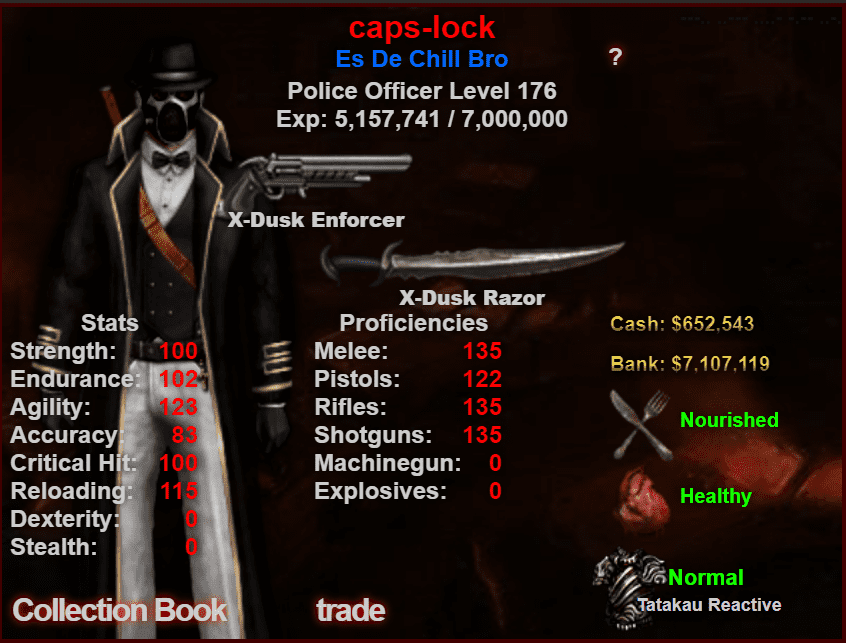 caps-lock
Es De Chill Bro
?
Police Officer Level 176
Exp: 5,157,741 / 7,000,000
X-Dusk Enforcer
X-Dusk Razor
Stats
Strength: 100
Endurance: 102
Agility: 123
Accuracy: 83
Critical Hit: 100
Reloading: 115
Dexterity: 0
Stealth: 0
Proficiencies
Melee: 135
Pistols: 122
Rifles: 135
Shotguns: 135
Machinegun: 0
Explosives: 0
Cash: $652,543
Bank: $7,107,119
Nourished
Healthy
Normal
Tatakau Reactive
Collection Book
trade